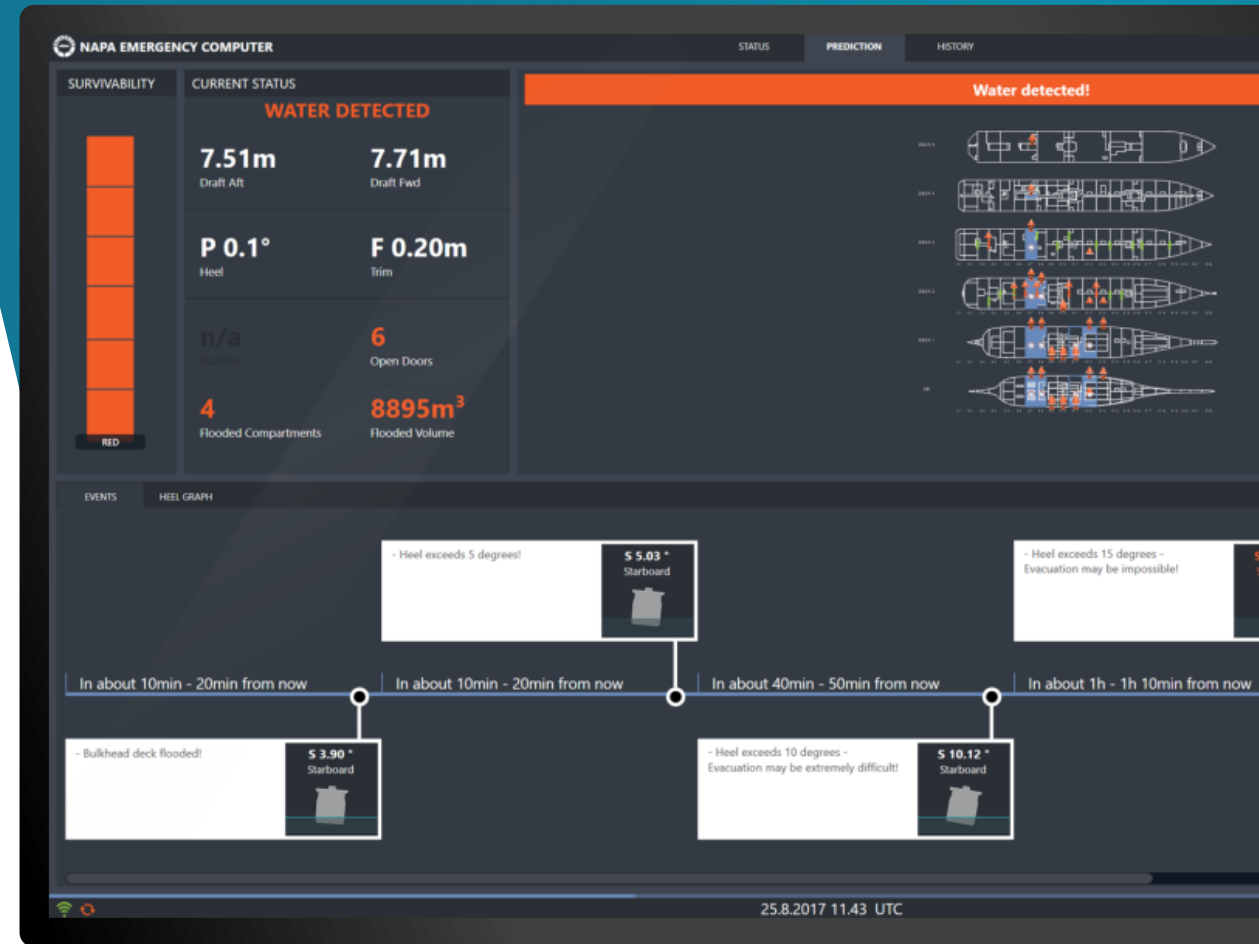 NAPA EMERGENCY COMPUTER
STATUS
PREDICTION
HISTORY
SURVIVABILITY
CURRENT STATUS
Water detected!
WATER DETECTED
7.51m
7.71m
Draft Aft
Draft Fwd
P 0.1°
F 0.20m
Heel
Trim
n/a
6
Open Doors
4
8895m³
Flooded Compartments
Flooded Volume
RED
EVENTS
HEEL GRAPH
- Heel exceeds 5 degrees!
S 5.03 °
Starboard
- Heel exceeds 15 degrees -
Evacuation may be impossible!
In about 10min - 20min from now
In about 10min - 20min from now
In about 40min - 50min from now
In about 1h - 1h 10min from now
- Bulkhead deck flooded!
S 3.90 °
Starboard
- Heel exceeds 10 degrees -
Evacuation may be extremely difficult!
S 10.12 °
Starboard
25.8.2017 11.43 UTC